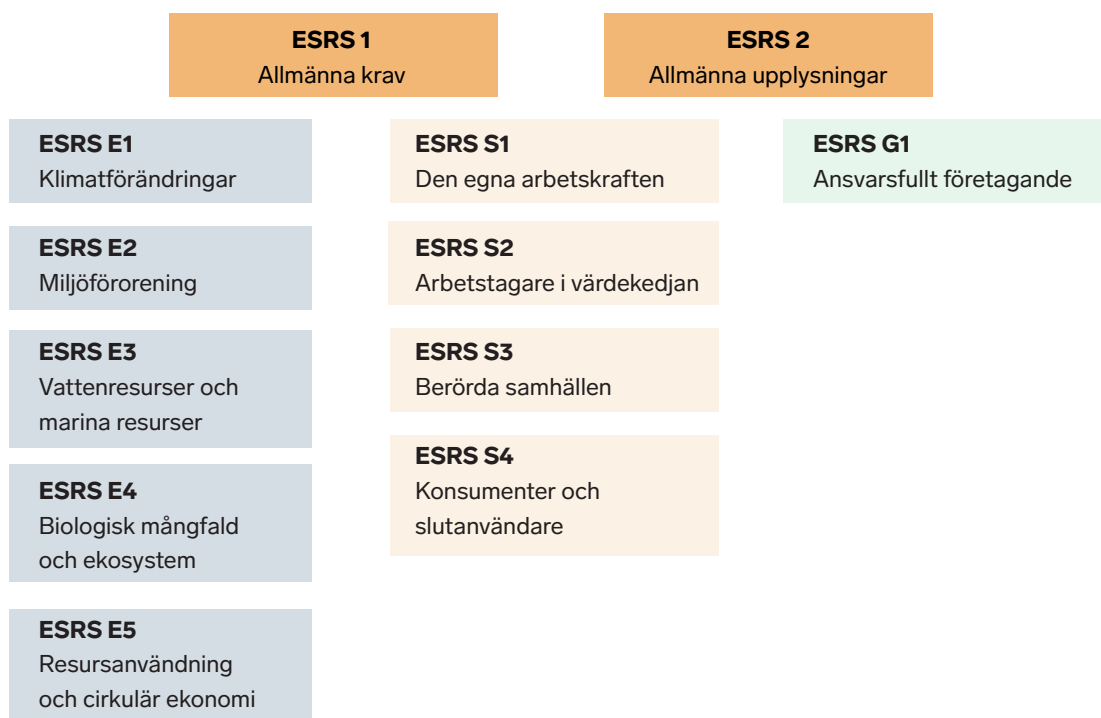 ESRS 1
Allmänna krav
ESRS 2
Allmänna upplysningar
ESRS E1
Klimatförändringar
ESRS E2
Miljöförorening
ESRS E3
Vattenresurser och
marina resurser
ESRS E4
Biologisk mångfald
och ekosystem
ESRS E5
Resursanvändning
och cirkulär ekonomi
ESRS S1
Den egna arbetskraften
ESRS S2
Arbetstagare i värdekedjan
ESRS S3
Berörda samhällen
ESRS S4
Konsumenter och
slutanvändare
ESRS G1
Ansvarsfullt företagande